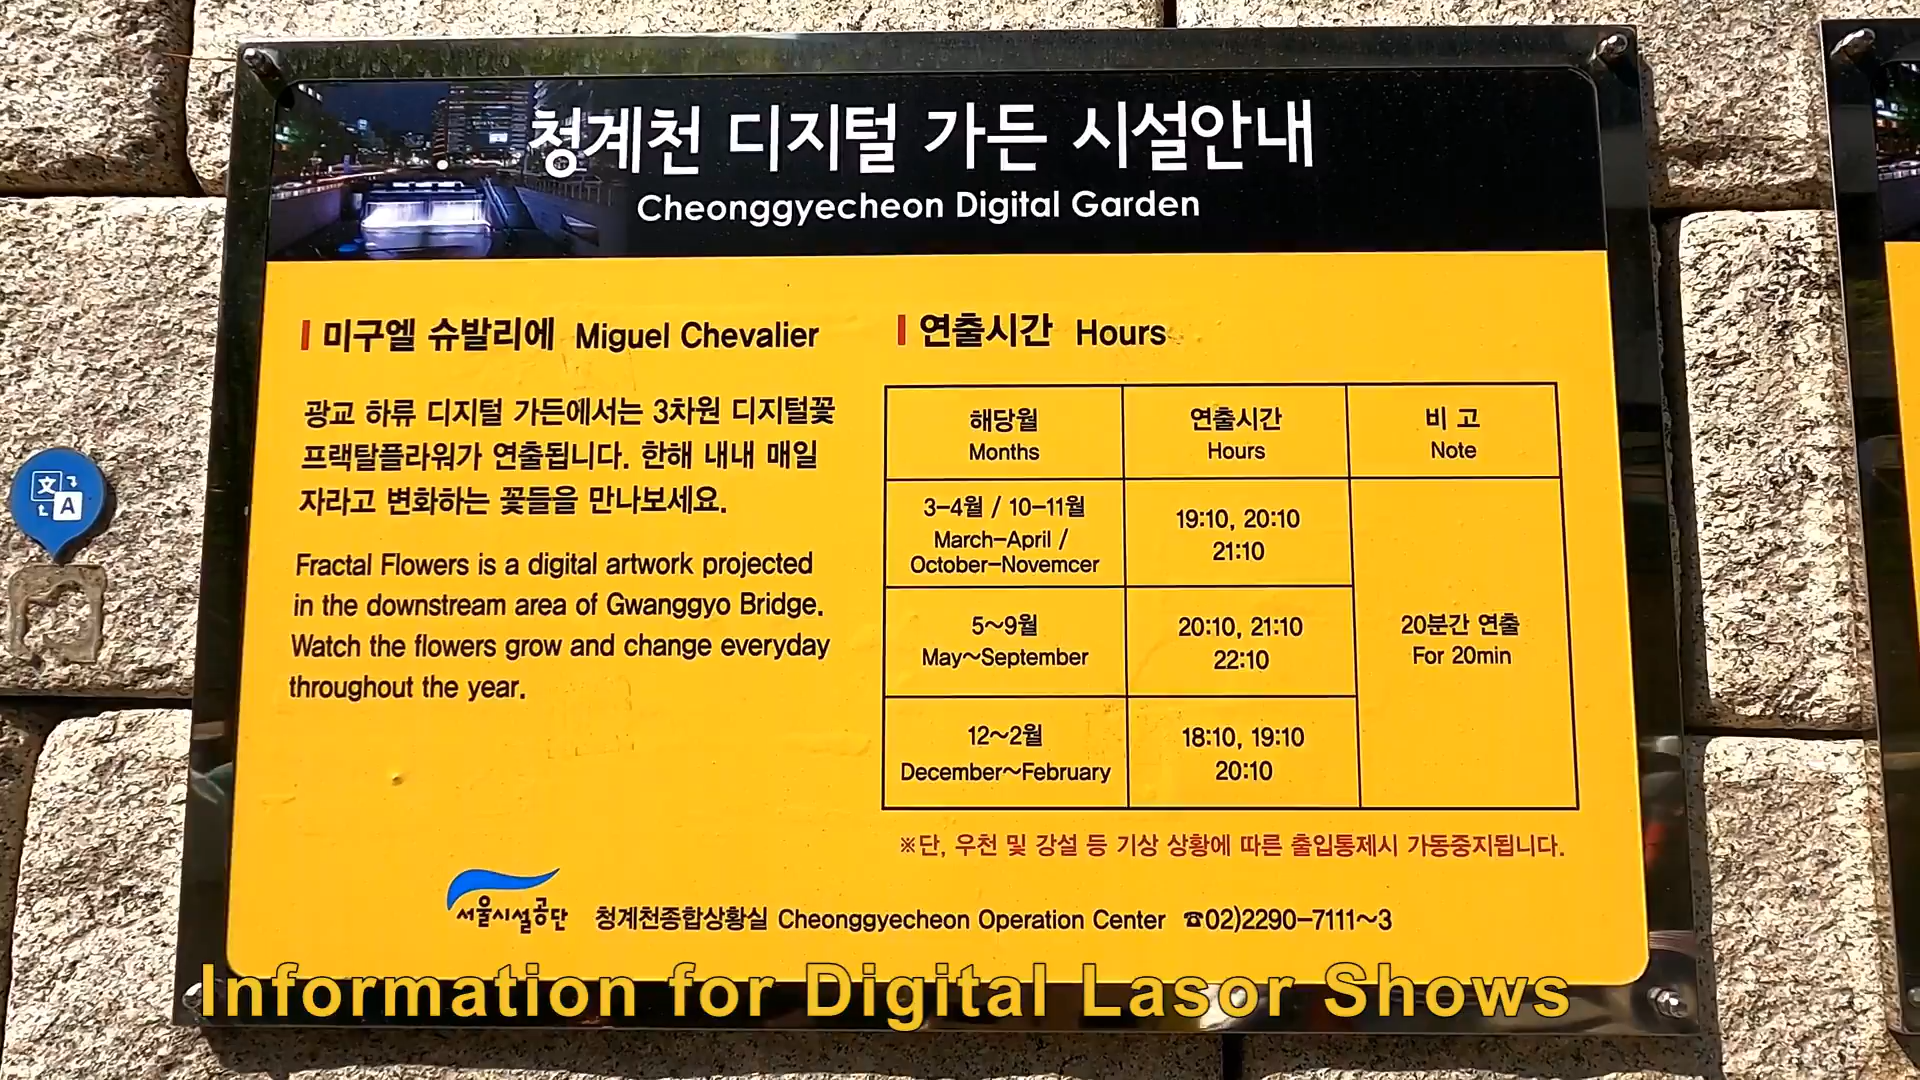 청계천 디지털 가든 시설안내
Cheonggyecheon Digital Garden
미구엘 슈발리에 Miguel Chevalier
광교 하류 디지털 가든에서는 3차원 디지털꽃
프랙탈플라워가 연출됩니다. 한해 내내 매일
자라고 변화하는 꽃들을 만나보세요.
Fractal Flowers is a digital artwork projected
in the downstream area of Gwanggyo Bridge.
Watch the flowers grow and change everyday
throughout the year.
연출시간 Hours
해당월 연출시간 비 고
Months Hours Note
3-4월 / 10-11월
March-April /
October-Novemcer
19:10, 20:10
21:10
5~9월
May~September
20:10, 21:10
22:10
12~2월
December~February
18:10, 19:10
20:10
20분간 연출
For 20min
※단, 우천 및 강설 등 기상 상황에 따른 출입통제시 가동중지됩니다.
서울시설공단 청계천종합상황실 Cheonggyecheon Operation Center ☎02)2290-7111~3
Information for Digital Lasor Shows
文 A